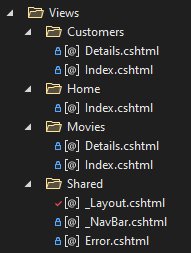 Views
Customers
[@] Details.cshtml
[@] Index.cshtml
Home
[@] Index.cshtml
Movies
[@] Details.cshtml
[@] Index.cshtml
Shared
[@] _Layout.cshtml
[@] _NavBar.cshtml
[@] Error.cshtml